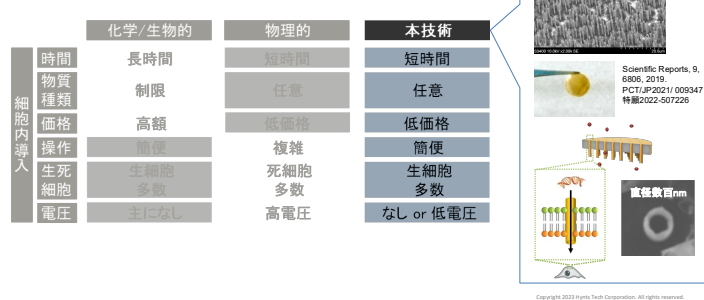 化学/生物的 物理的 本技術
細胞内導入
時間 長時間 短時間 短時間
物質
種類 制限 任意 任意
価格 高額 低価格 低価格
操作 簡便 複雑 簡便
生死
細胞 生細胞
多数 死細胞
多数 生細胞
多数
電圧 主になし 高電圧 なし or 低電圧
Scientific Reports, 9,
6806, 2019.
PCT/JP2021/ 009347
特願2022-507226
直径数百nm
Copyright 2023 Hynts Tech Corporation. All rights reserved.